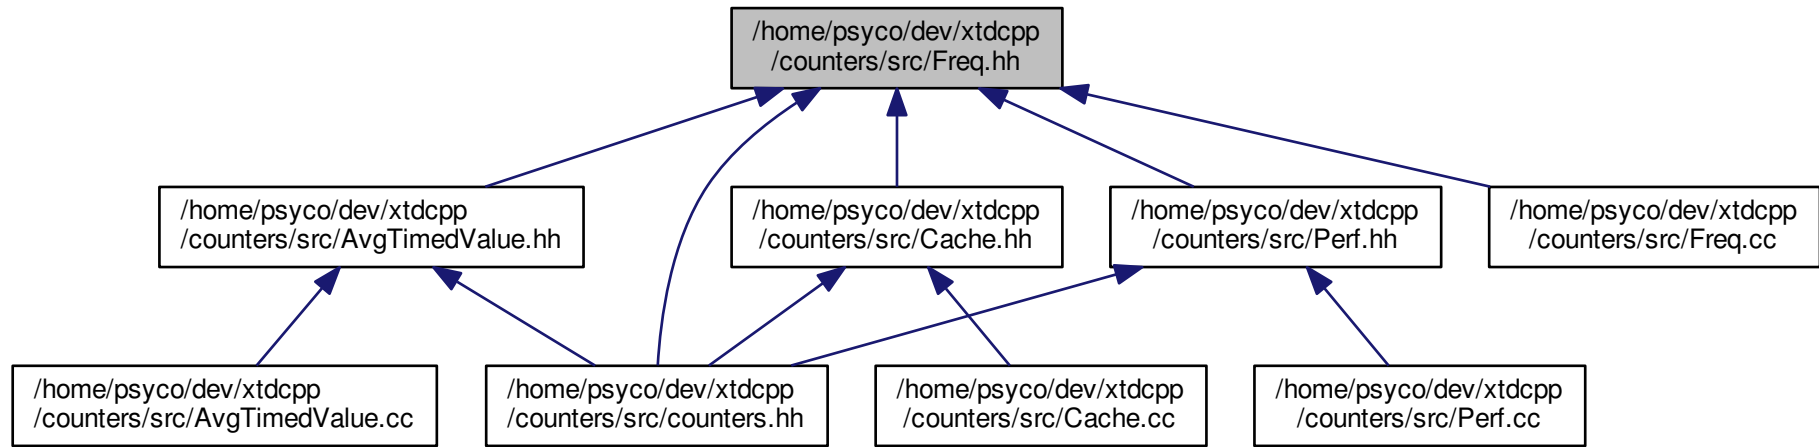 /home/psyco/dev/xtdcpp
/counters/src/Freq.hh
/home/psyco/dev/xtdcpp
/counters/src/AvgTimedValue.hh
/home/psyco/dev/xtdcpp
/counters/src/Cache.hh
/home/psyco/dev/xtdcpp
/counters/src/Perf.hh
/home/psyco/dev/xtdcpp
/counters/src/Freq.cc
/home/psyco/dev/xtdcpp
/counters/src/AvgTimedValue.cc
/home/psyco/dev/xtdcpp
/counters/src/counters.hh
/home/psyco/dev/xtdcpp
/counters/src/Cache.cc
/home/psyco/dev/xtdcpp
/counters/src/Perf.cc